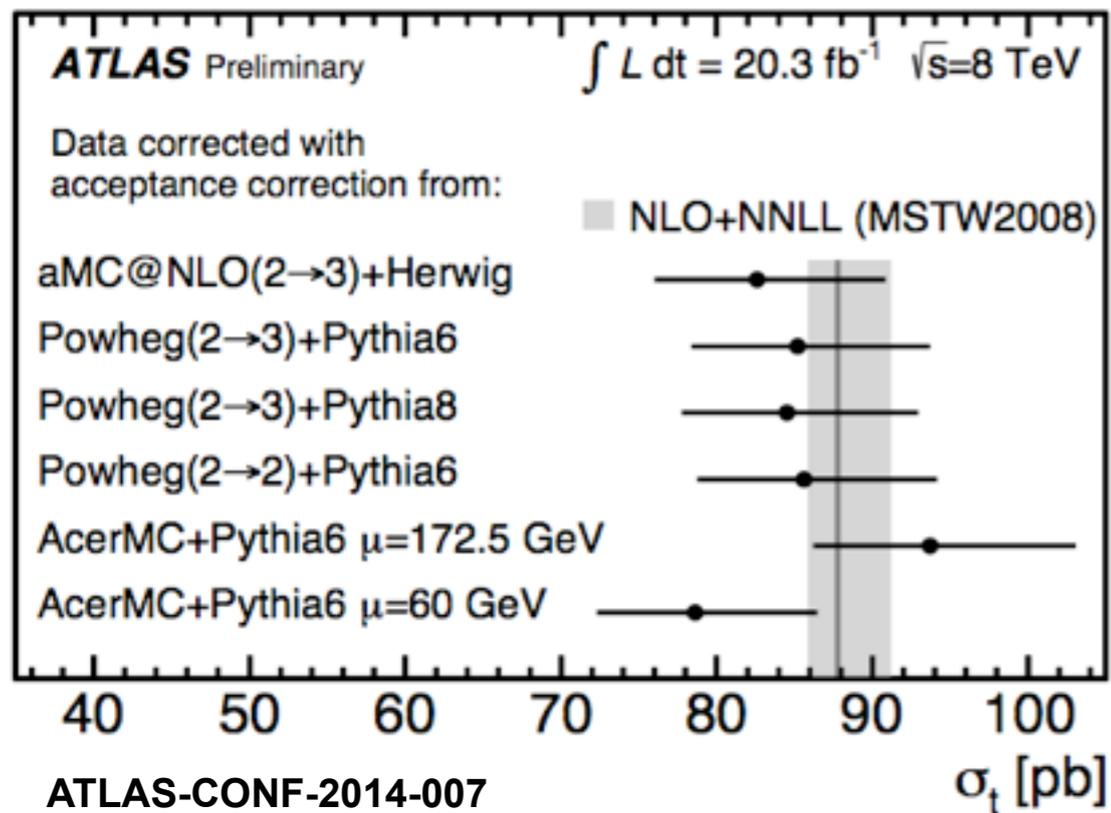 ATLAS Preliminary ∫ L dt = 20.3 fb⁻¹ √s=8 TeV
Data corrected with
acceptance correction from:
NLO+NNLL (MSTW2008)
aMC@NLO(2→3)+Herwig
Powheg(2→3)+Pythia6
Powheg(2→3)+Pythia8
Powheg(2→2)+Pythia6
AcerMC+Pythia6 μ=172.5 GeV
AcerMC+Pythia6 μ=60 GeV
40 50 60 70 80 90 100
σt [pb]
ATLAS-CONF-2014-007